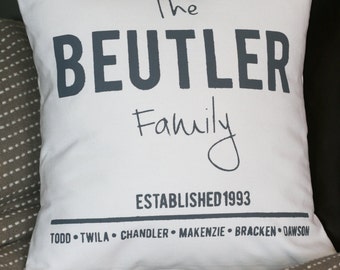 The
BEUTLER
Family
ESTABLISHED 1993
TODD • TWILA • CHANDLER • MAKENZIE • BRACKEN • DAWSON